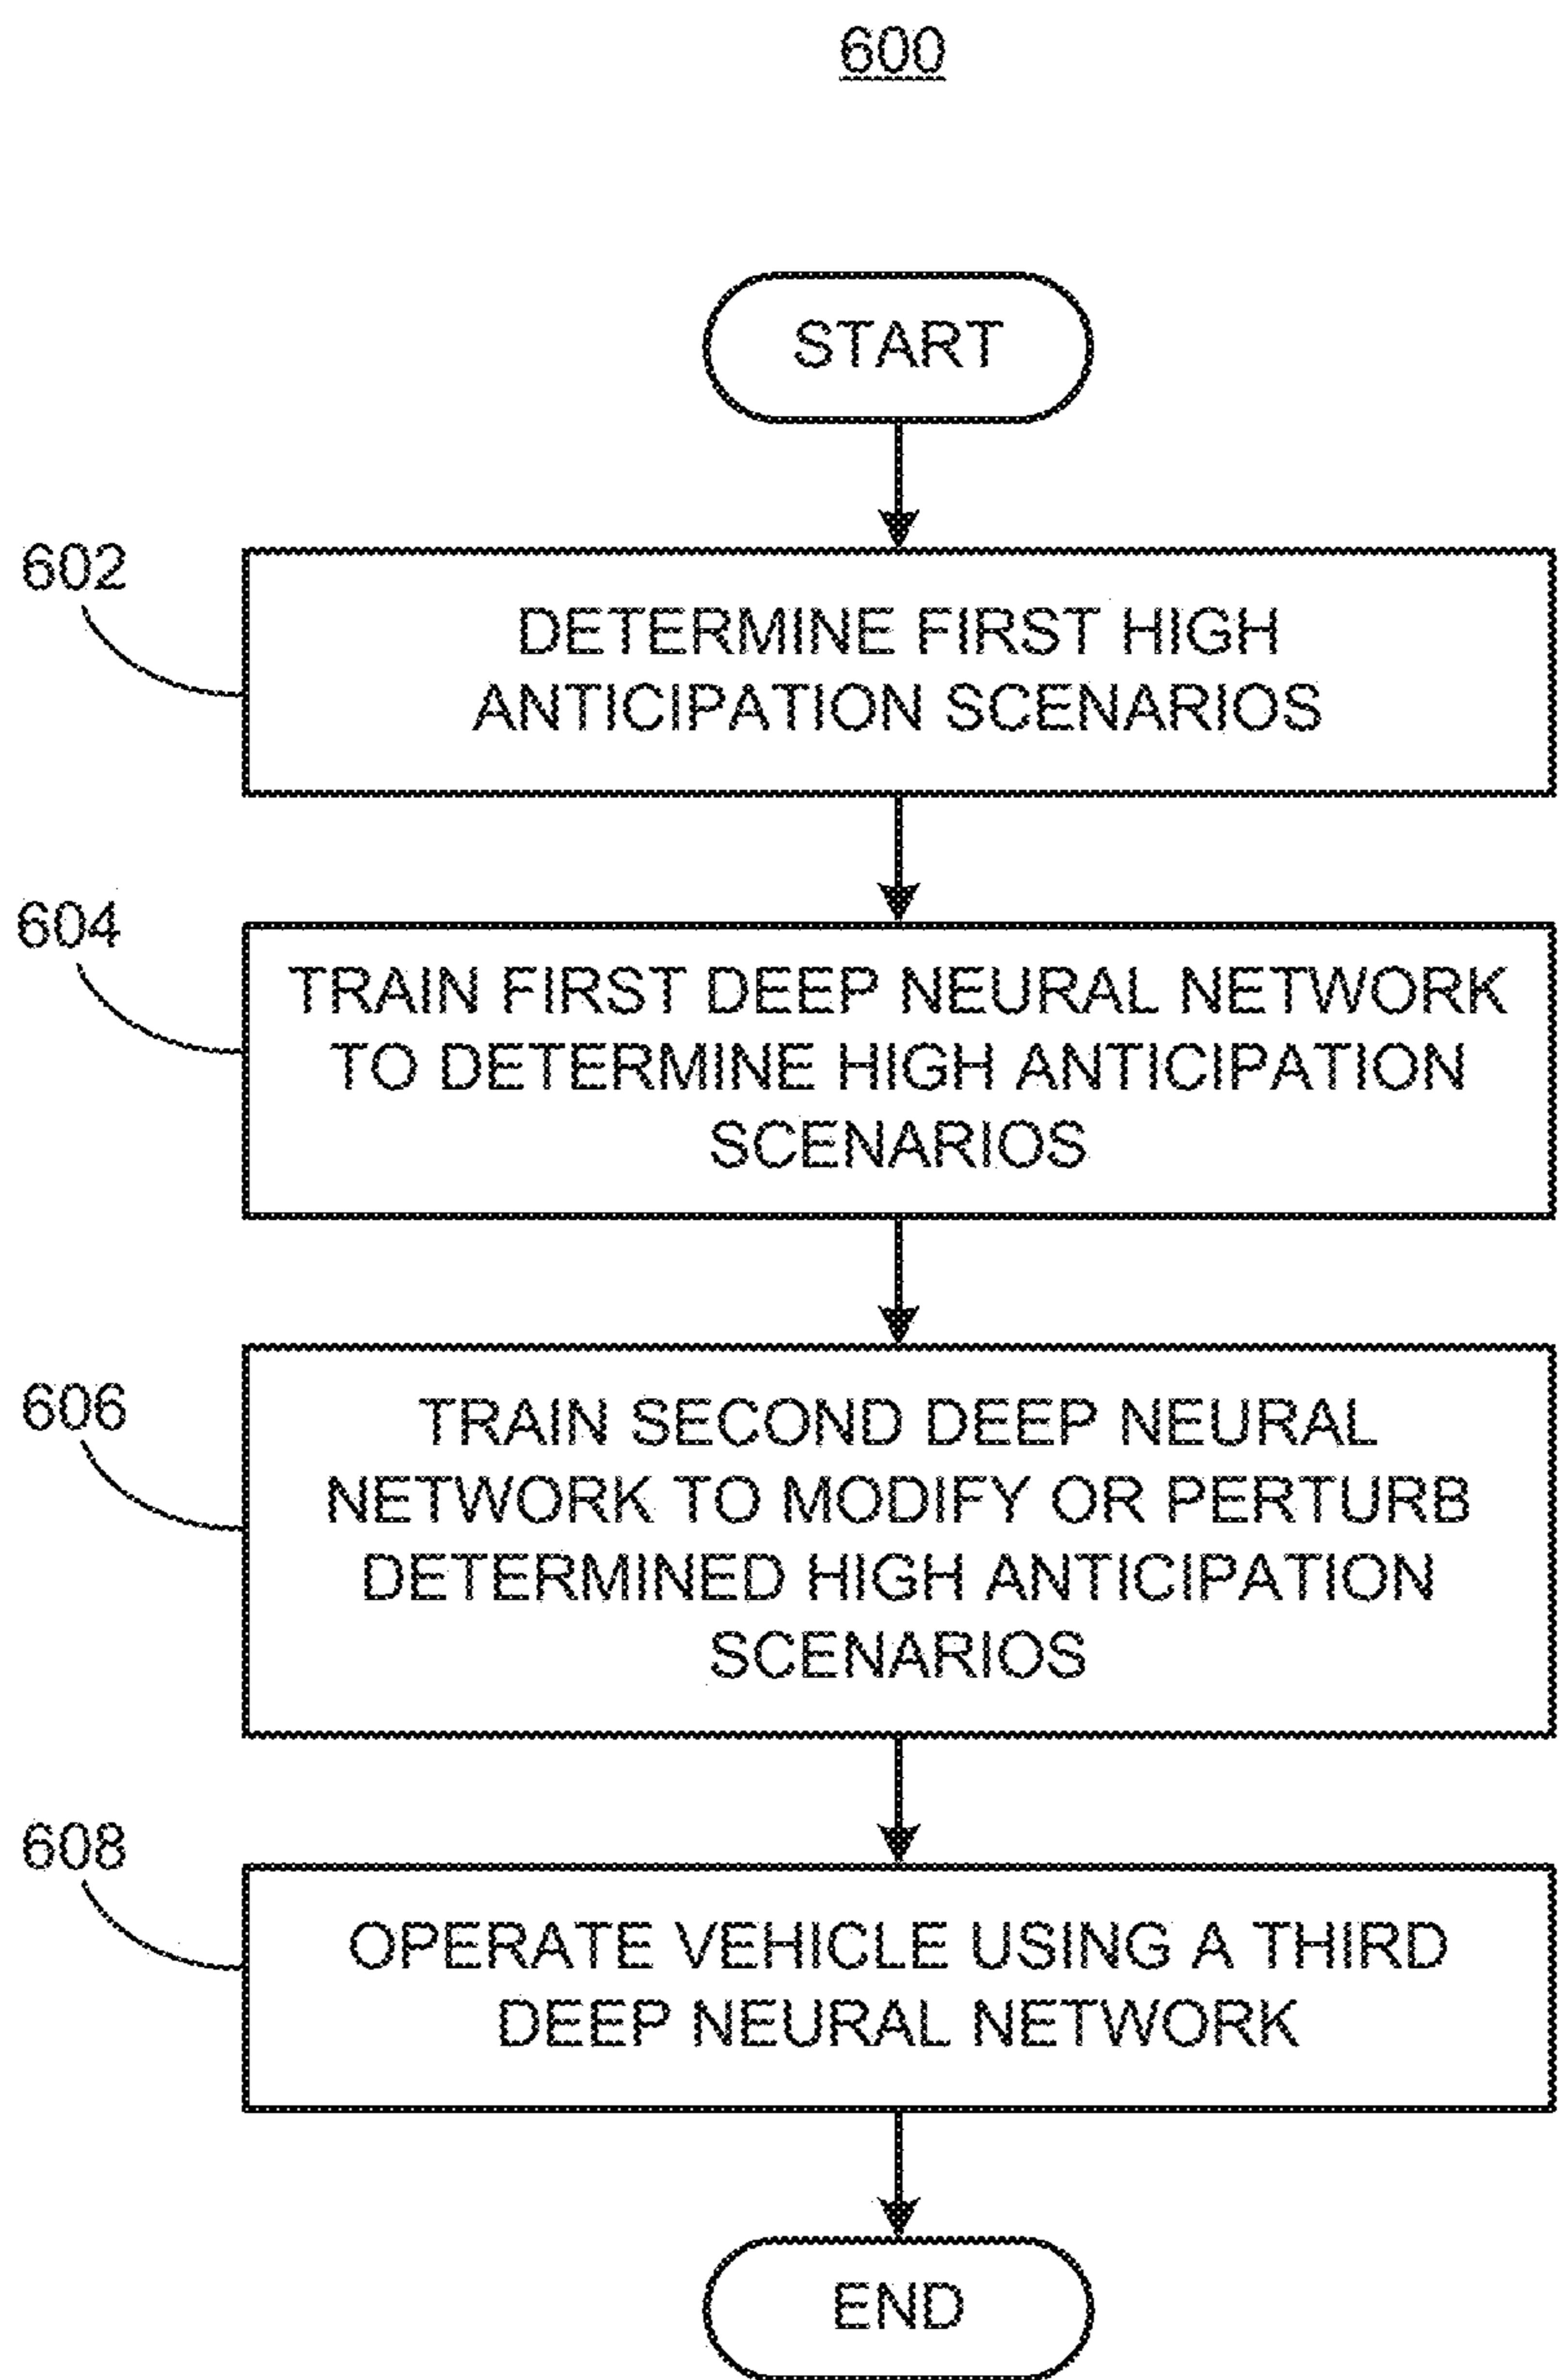 600
START
602
DETERMINE FIRST HIGH
ANTICIPATION SCENARIOS
604
TRAIN FIRST DEEP NEURAL NETWORK
TO DETERMINE HIGH ANTICIPATION
SCENARIOS
606
TRAIN SECOND DEEP NEURAL
NETWORK TO MODIFY OR PERTURB
DETERMINED HIGH ANTICIPATION
SCENARIOS
608
OPERATE VEHICLE USING A THIRD
DEEP NEURAL NETWORK
END